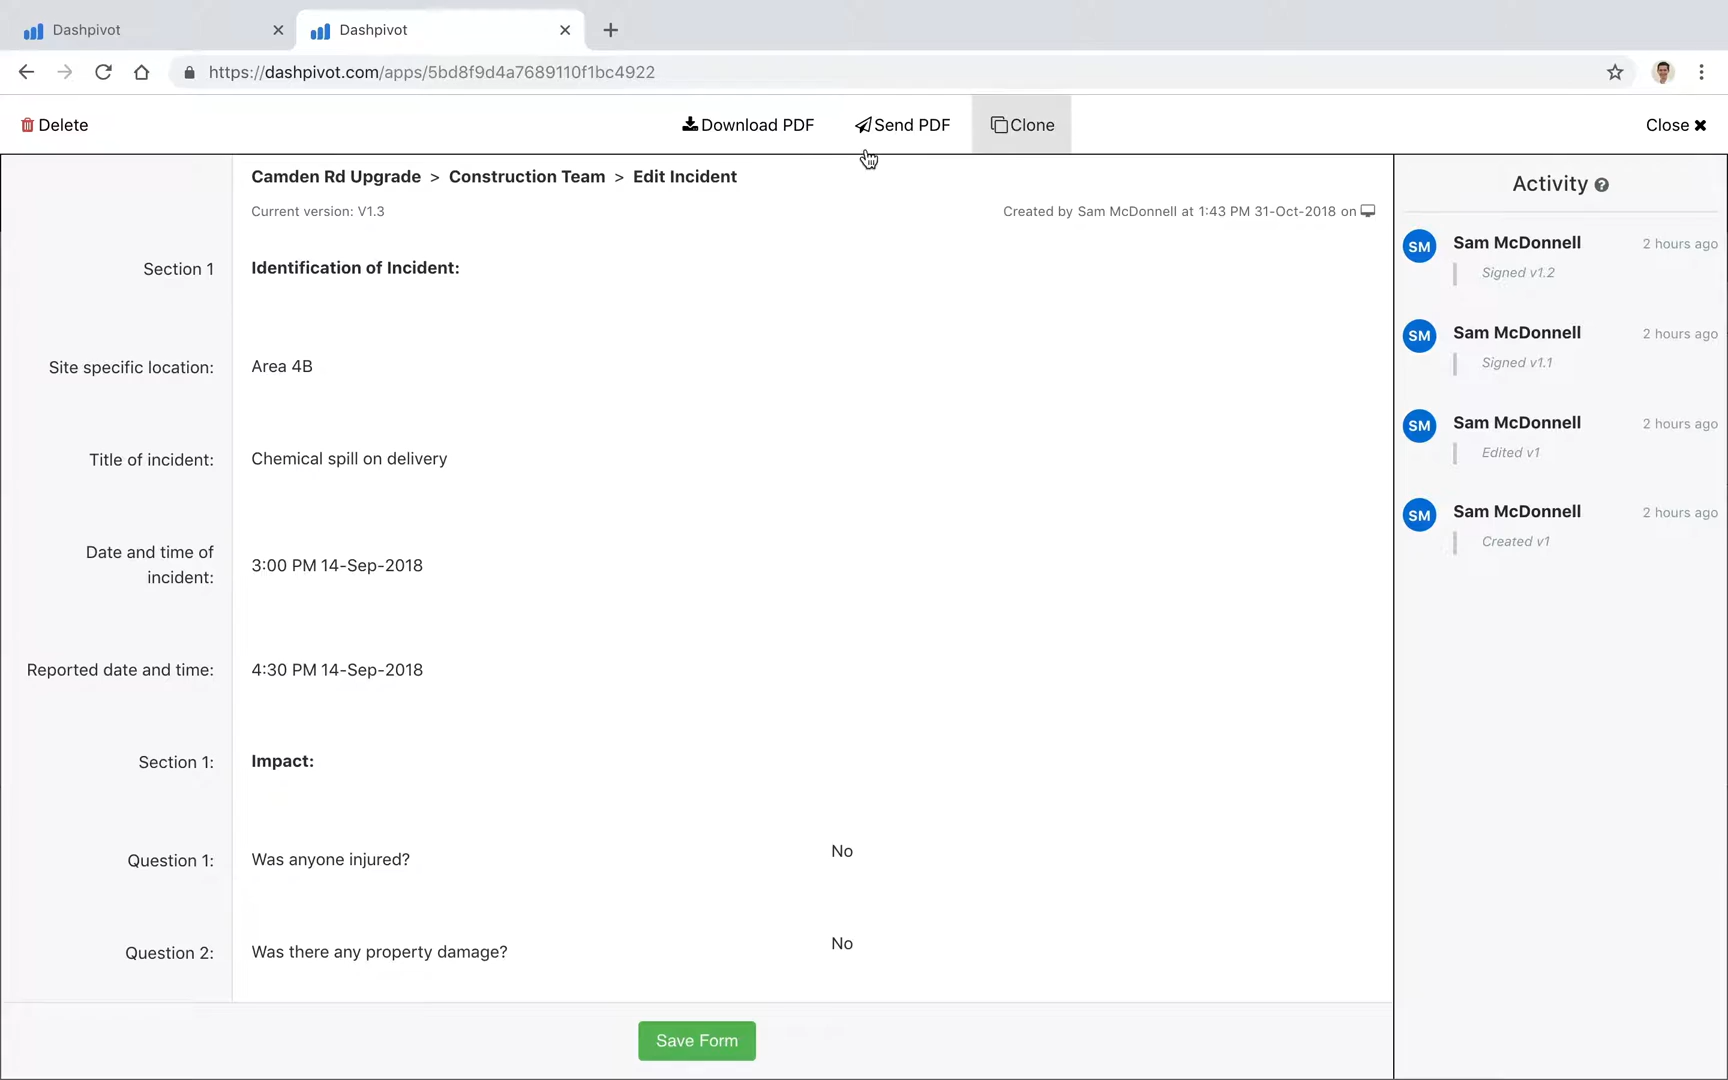 Dashpivot
Dashpivot
https://dashpivot.com/apps/5bd8f9d4a7689110f1bc4922
Delete
Download PDF
Send PDF
Clone
Close
Camden Rd Upgrade > Construction Team > Edit Incident
Current version: V1.3
Created by Sam McDonnell at 1:43 PM 31-Oct-2018 on
Section 1
Identification of Incident:
Site specific location:
Area 4B
Title of incident:
Chemical spill on delivery
Date and time of
incident:
3:00 PM 14-Sep-2018
Reported date and time:
4:30 PM 14-Sep-2018
Section 1:
Impact:
Question 1:
Was anyone injured?
No
Question 2:
Was there any property damage?
No
Save Form
Activity
SM
Sam McDonnell
2 hours ago
Signed v1.2
SM
Sam McDonnell
2 hours ago
Signed v1.1
SM
Sam McDonnell
2 hours ago
Edited v1
SM
Sam McDonnell
2 hours ago
Created v1